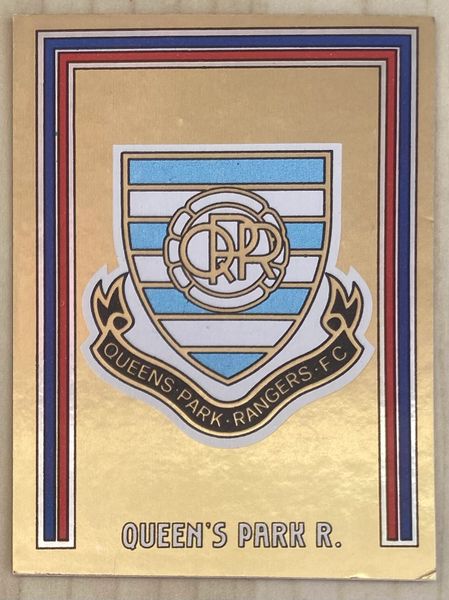 QPR
QUEENS · PARK · RANGERS · F.C
QUEEN'S PARK R.